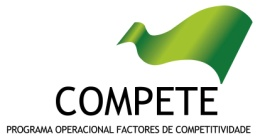 COMPETE
PROGRAMA OPERACIONAL FACTORES DE COMPETITIVIDADE